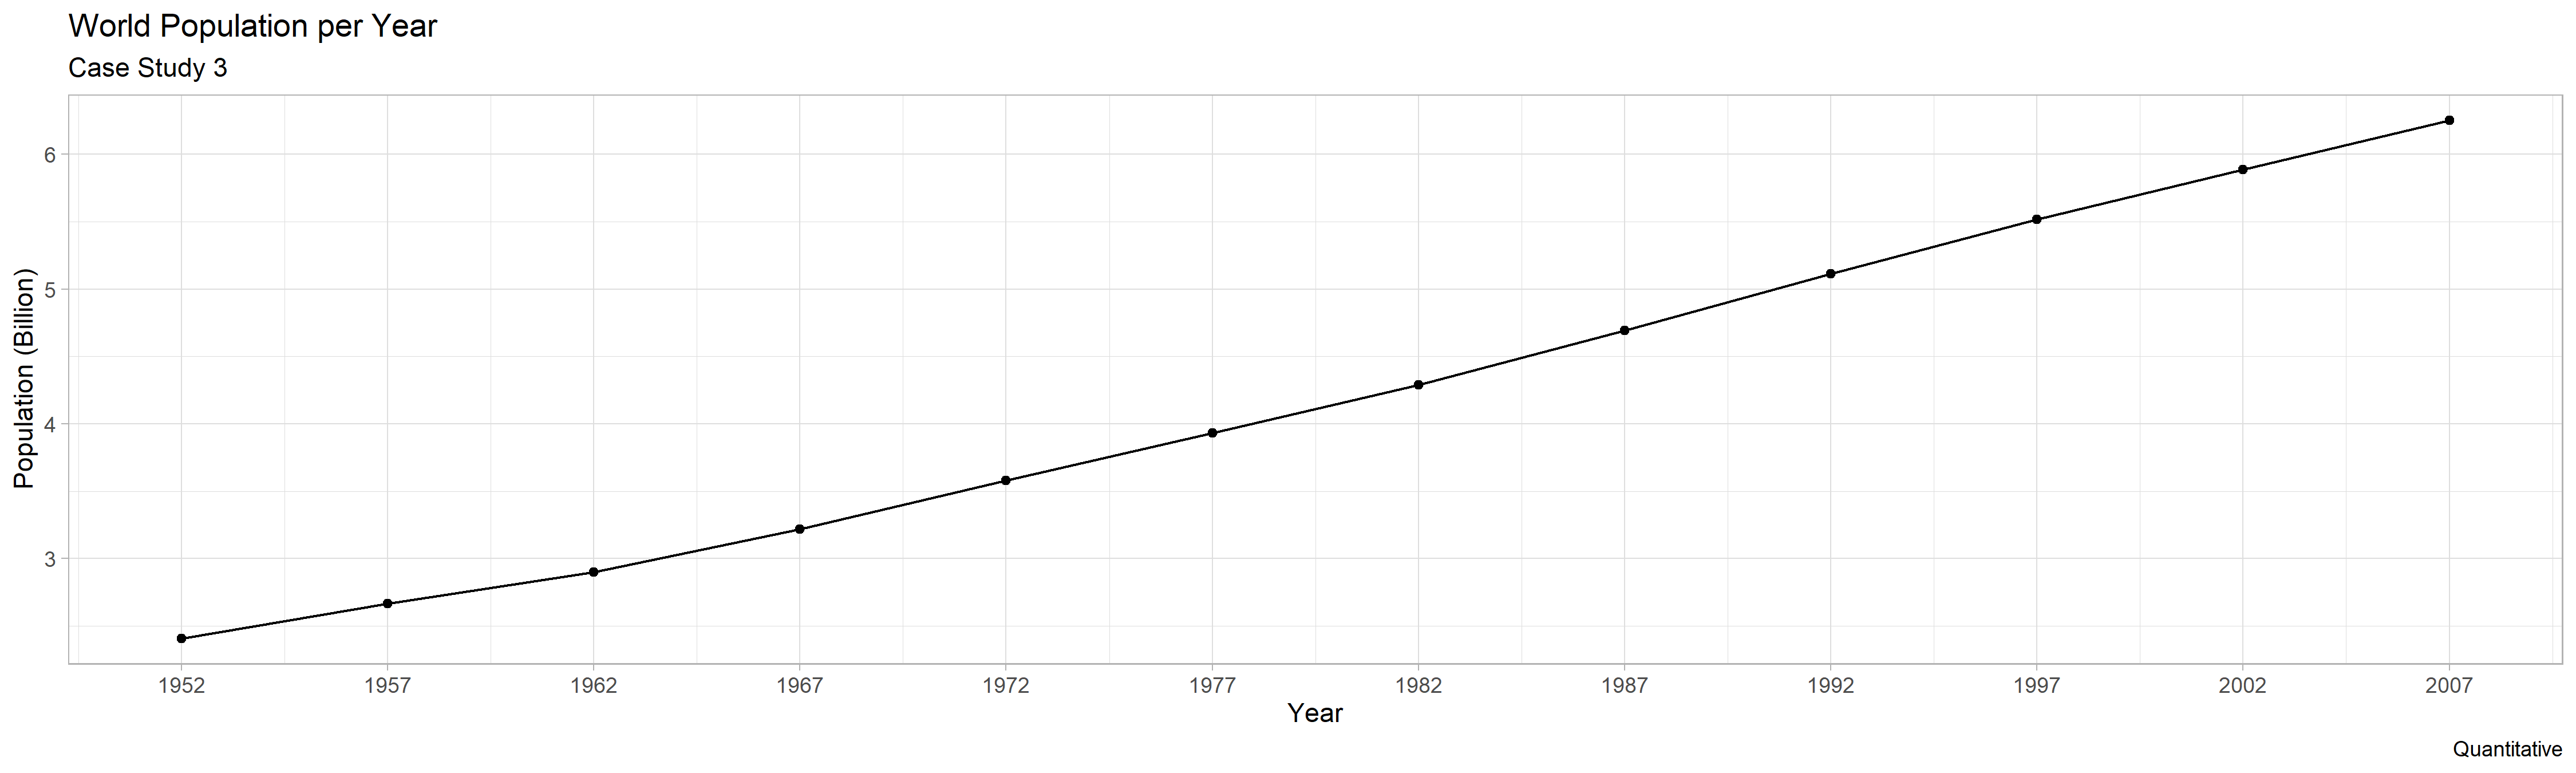 World Population per Year
Case Study 3
Population (Billion)
6
5
4
3
1952 1957 1962 1967 1972 1977 1982 1987 1992 1997 2002 2007
Year
Quantitative